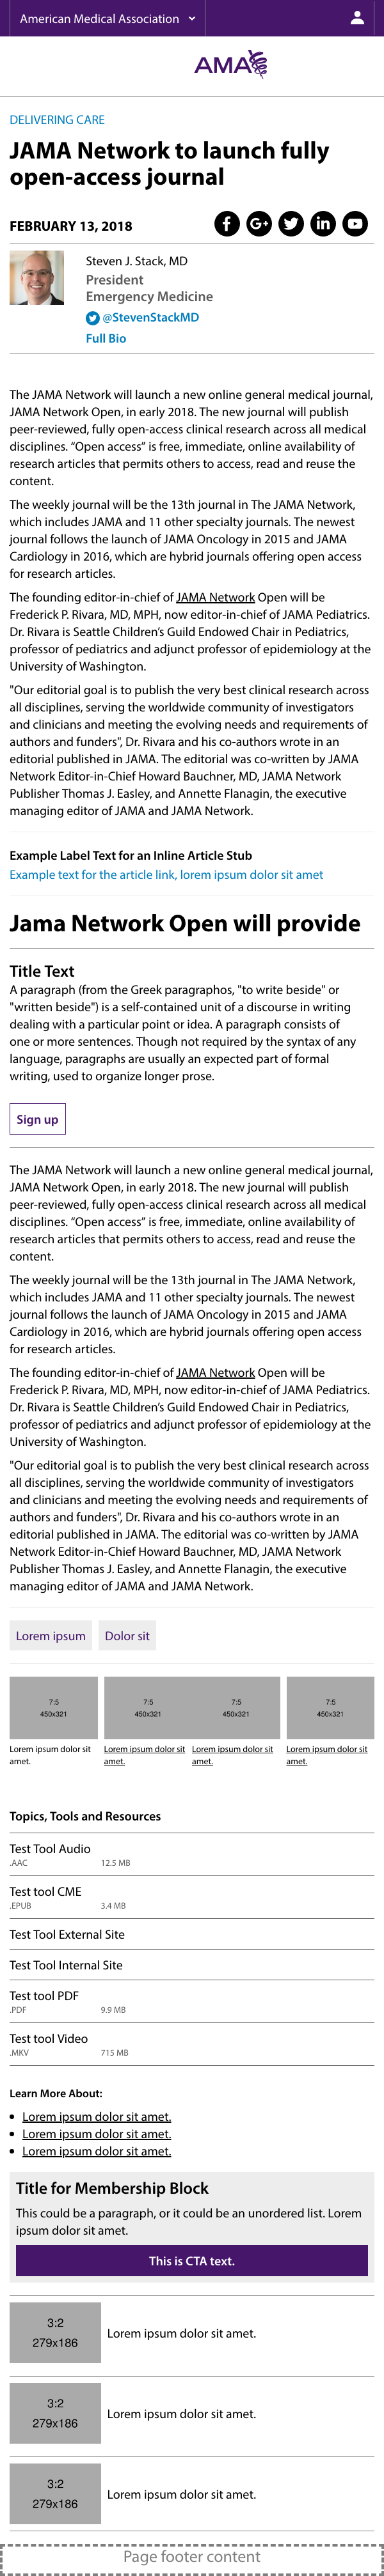 American Medical Association
AMA
DELIVERING CARE
JAMA Network to launch fully
open-access journal
FEBRUARY 13, 2018
Steven J. Stack, MD
President
Emergency Medicine
@StevenStackMD
Full Bio
The JAMA Network will launch a new online general medical journal,
JAMA Network Open, in early 2018. The new journal will publish
peer-reviewed, fully open-access clinical research across all medical
disciplines. “Open access” is free, immediate, online availability of
research articles that permits others to access, read and reuse the
content.
The weekly journal will be the 13th journal in The JAMA Network,
which includes JAMA and 11 other specialty journals. The newest
journal follows the launch of JAMA Oncology in 2015 and JAMA
Cardiology in 2016, which are hybrid journals offering open access
for research articles.
The founding editor-in-chief of JAMA Network Open will be
Frederick P. Rivara, MD, MPH, now editor-in-chief of JAMA Pediatrics.
Dr. Rivara is Seattle Children’s Guild Endowed Chair in Pediatrics,
professor of pediatrics and adjunct professor of epidemiology at the
University of Washington.
"Our editorial goal is to publish the very best clinical research across
all disciplines, serving the worldwide community of investigators
and clinicians and meeting the evolving needs and requirements of
authors and funders", Dr. Rivara and his co-authors wrote in an
editorial published in JAMA. The editorial was co-written by JAMA
Network Editor-in-Chief Howard Bauchner, MD, JAMA Network
Publisher Thomas J. Easley, and Annette Flanagin, the executive
managing editor of JAMA and JAMA Network.
Example Label Text for an Inline Article Stub
Example text for the article link, lorem ipsum dolor sit amet
Jama Network Open will provide
Title Text
A paragraph (from the Greek paragraphos, "to write beside" or
"written beside") is a self-contained unit of a discourse in writing
dealing with a particular point or idea. A paragraph consists of
one or more sentences. Though not required by the syntax of any
language, paragraphs are usually an expected part of formal
writing, used to organize longer prose.
Sign up
The JAMA Network will launch a new online general medical journal,
JAMA Network Open, in early 2018. The new journal will publish
peer-reviewed, fully open-access clinical research across all medical
disciplines. “Open access” is free, immediate, online availability of
research articles that permits others to access, read and reuse the
content.
The weekly journal will be the 13th journal in The JAMA Network,
which includes JAMA and 11 other specialty journals. The newest
journal follows the launch of JAMA Oncology in 2015 and JAMA
Cardiology in 2016, which are hybrid journals offering open access
for research articles.
The founding editor-in-chief of JAMA Network Open will be
Frederick P. Rivara, MD, MPH, now editor-in-chief of JAMA Pediatrics.
Dr. Rivara is Seattle Children’s Guild Endowed Chair in Pediatrics,
professor of pediatrics and adjunct professor of epidemiology at the
University of Washington.
"Our editorial goal is to publish the very best clinical research across
all disciplines, serving the worldwide community of investigators
and clinicians and meeting the evolving needs and requirements of
authors and funders", Dr. Rivara and his co-authors wrote in an
editorial published in JAMA. The editorial was co-written by JAMA
Network Editor-in-Chief Howard Bauchner, MD, JAMA Network
Publisher Thomas J. Easley, and Annette Flanagin, the executive
managing editor of JAMA and JAMA Network.
Lorem ipsum Dolor sit
7:5 7:5 7:5 7:5
450x321 450x321 450x321 450x321
Lorem ipsum dolor sit Lorem ipsum dolor sit Lorem ipsum dolor sit Lorem ipsum dolor sit
amet. amet. amet. amet.
Topics, Tools and Resources
Test Tool Audio
.AAC 12.5 MB
Test tool CME
.EPUB 3.4 MB
Test Tool External Site
Test Tool Internal Site
Test tool PDF
.PDF 9.9 MB
Test tool Video
.MKV 715 MB
Learn More About:
Lorem ipsum dolor sit amet.
Lorem ipsum dolor sit amet.
Lorem ipsum dolor sit amet.
Title for Membership Block
This could be a paragraph, or it could be an unordered list. Lorem
ipsum dolor sit amet.
This is CTA text.
3:2
279x186
Lorem ipsum dolor sit amet.
3:2
279x186
Lorem ipsum dolor sit amet.
3:2
279x186
Lorem ipsum dolor sit amet.
Page footer content